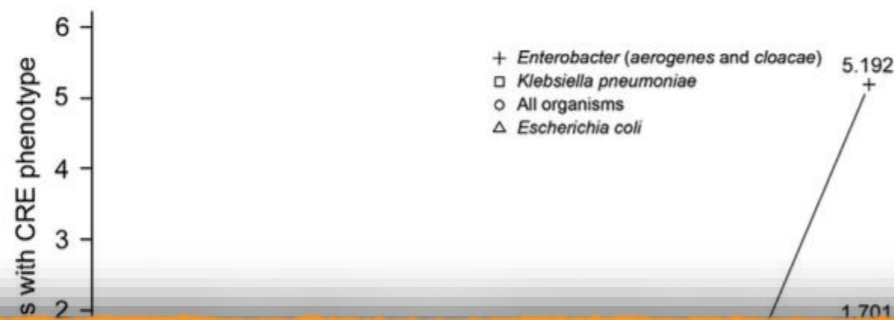 6
Enterobacter (aerogenes and cloacae)
5.192
Klebsiella pneumoniae
5
All organisms
Escherichia coli
4
3
s with CRE phenotype
2
1.701